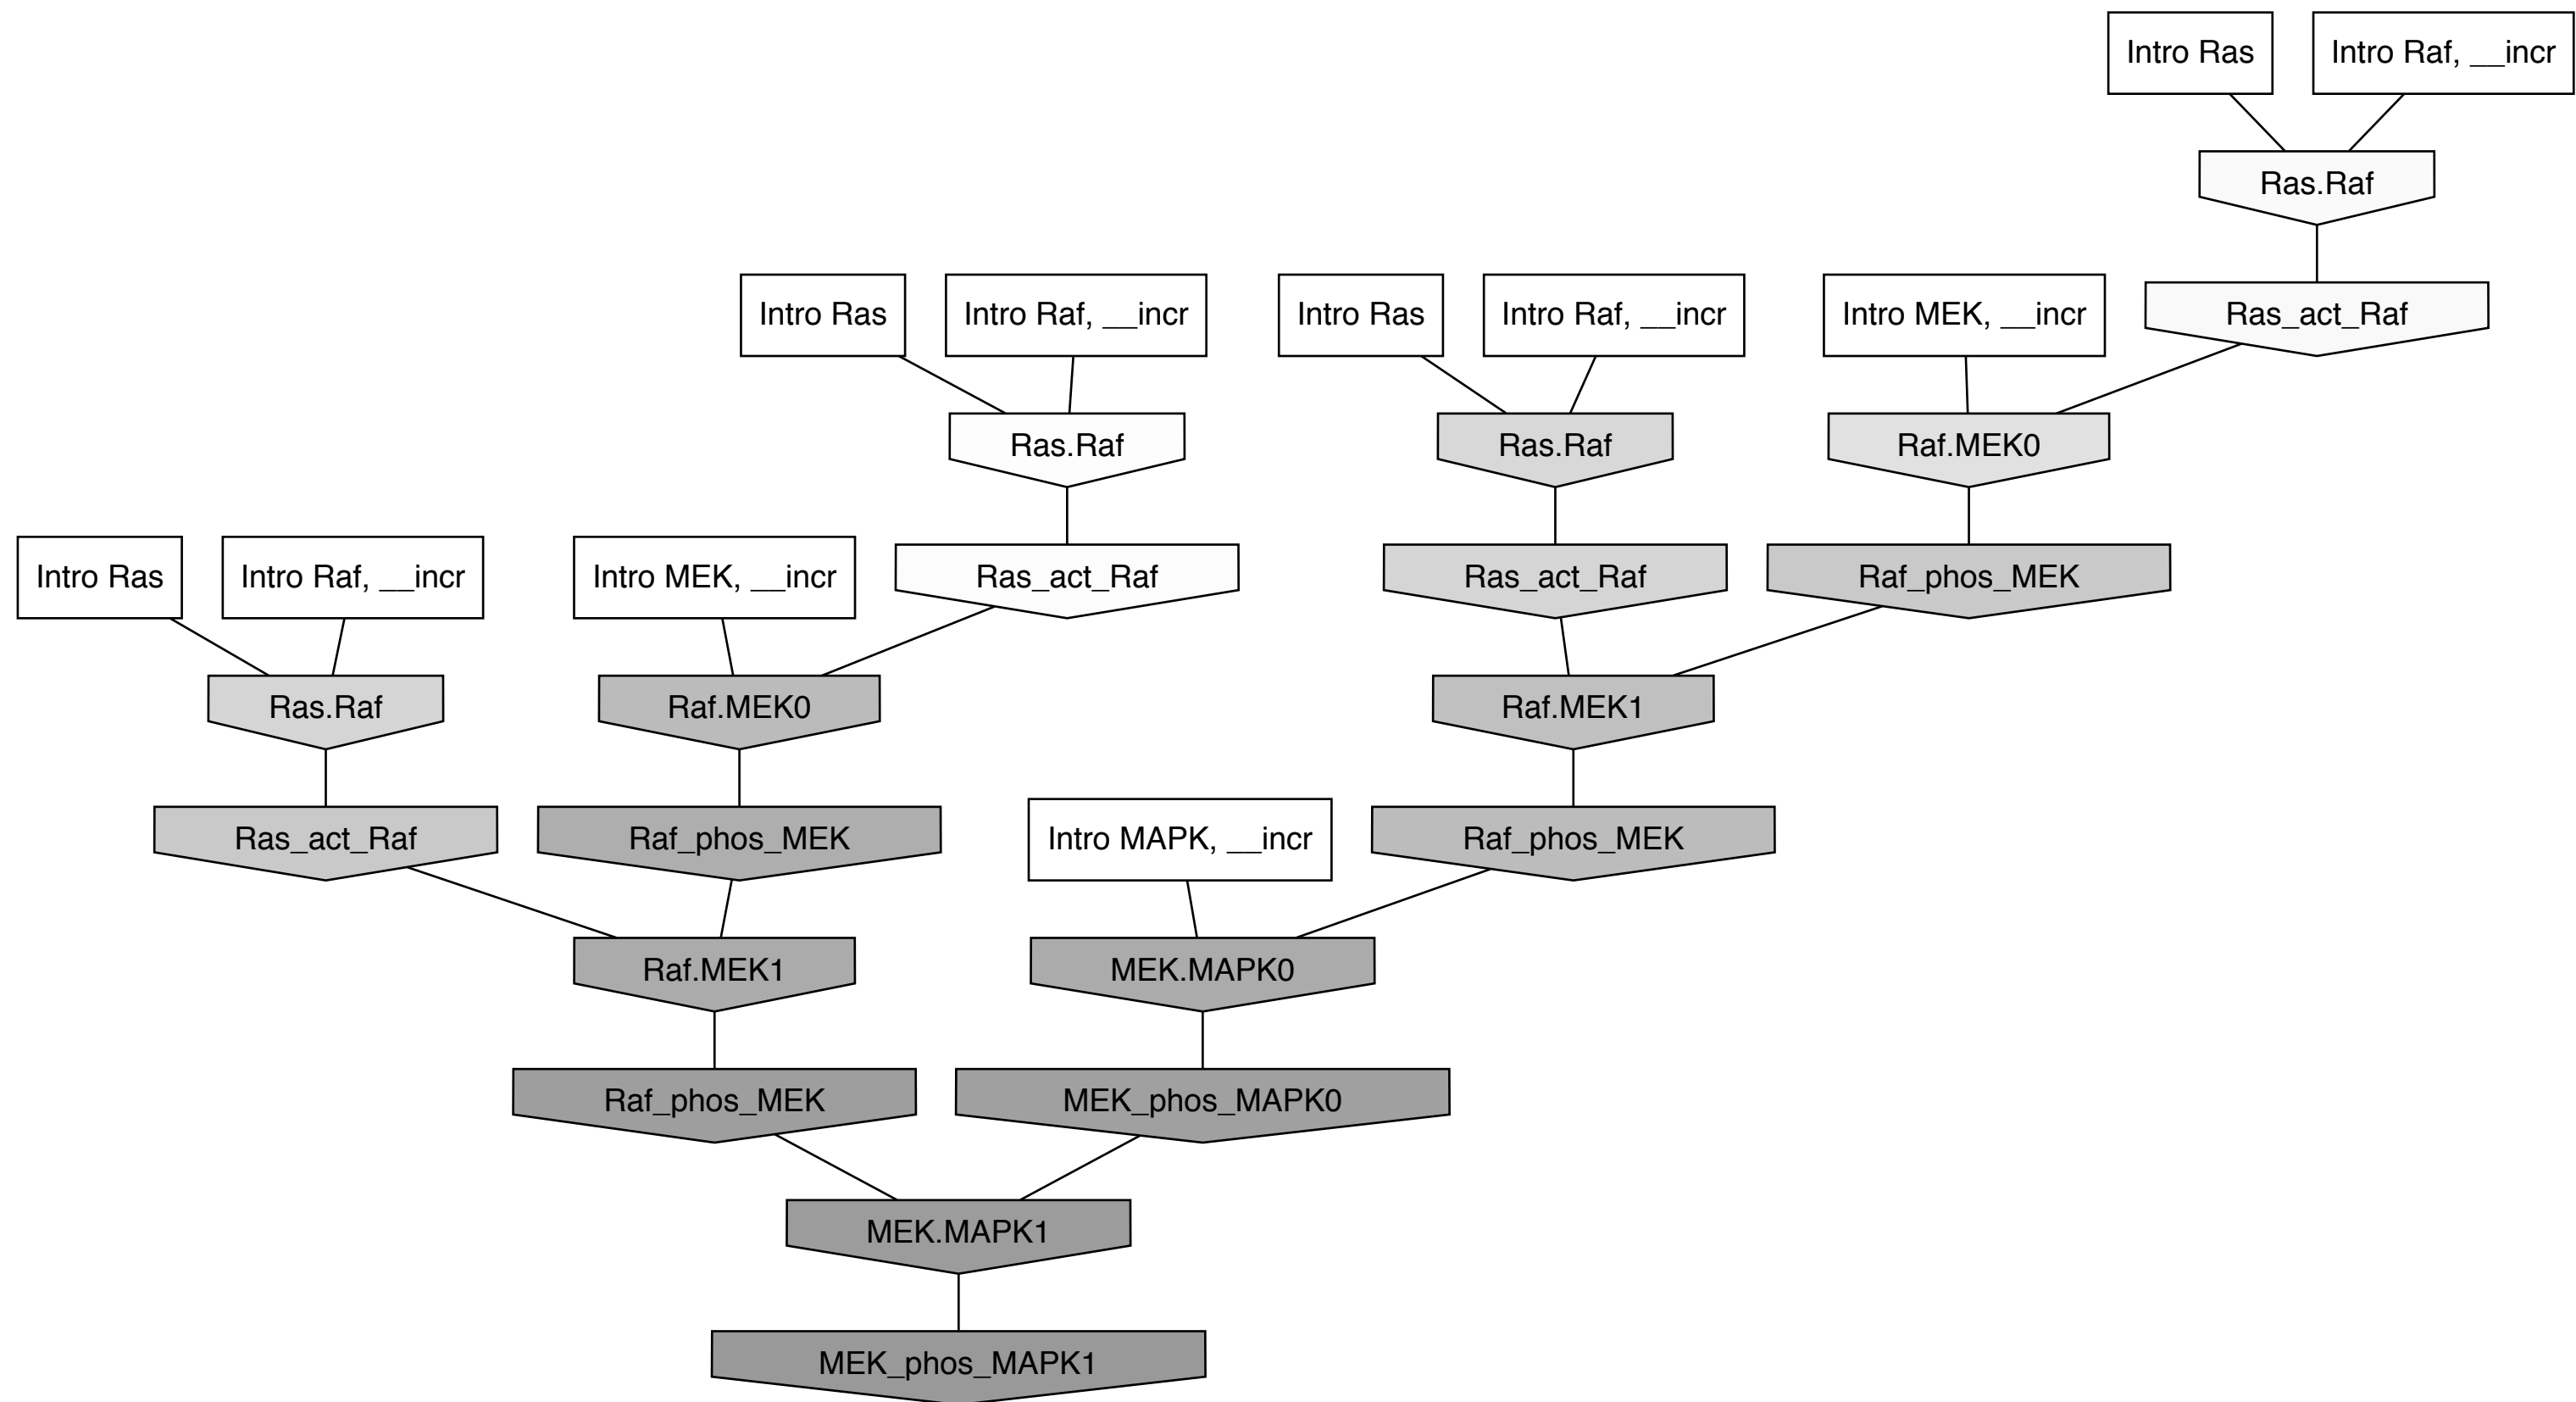 Intro Ras
Intro Raf, __incr
Ras.Raf
Intro Ras
Intro Raf, __incr
Intro Ras
Intro Raf, __incr
Intro MEK, __incr
Ras_act_Raf
Ras.Raf
Ras.Raf
Raf.MEK0
Intro Ras
Intro Raf, __incr
Intro MEK, __incr
Ras_act_Raf
Ras_act_Raf
Raf_phos_MEK
Ras.Raf
Raf.MEK0
Raf.MEK1
Ras_act_Raf
Raf_phos_MEK
Intro MAPK, __incr
Raf_phos_MEK
Raf.MEK1
MEK.MAPK0
Raf_phos_MEK
MEK_phos_MAPK0
MEK.MAPK1
MEK_phos_MAPK1